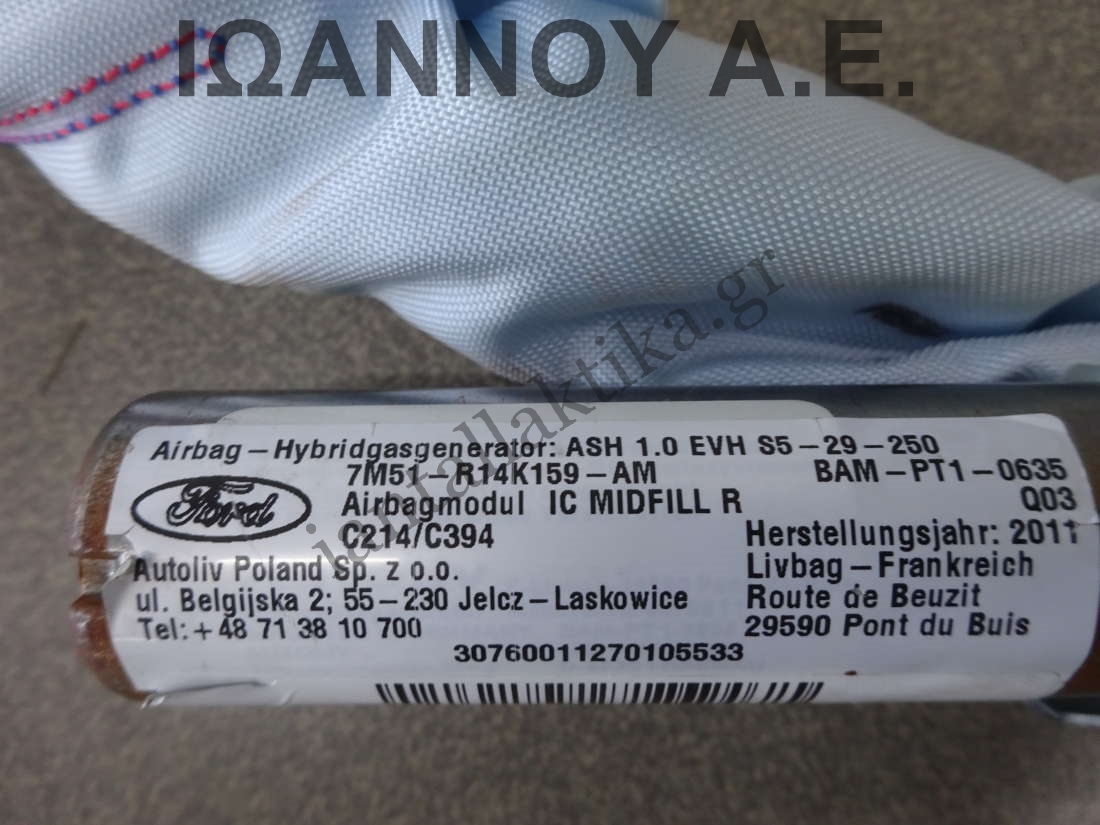 ΙΩΑΝΝΟΥ Α.Ε.
iantallaktika.gr
Airbag-Hybridgasgenerator: ASH 1.0 EVH S5-29-250
7M51-R14K159-AM BAM-PT1-0635
Ford Airbagmodul IC MIDFILL R Q03
C214/C394 Herstellungsjahr: 2011
Autoliv Poland Sp. z o.o. Livbag-Frankreich
ul. Belgijska 2; 55-230 Jelcz-Laskowice Route de Beuzit
Tel: +48 71 38 10 700 29590 Pont du Buis
30760011270105533